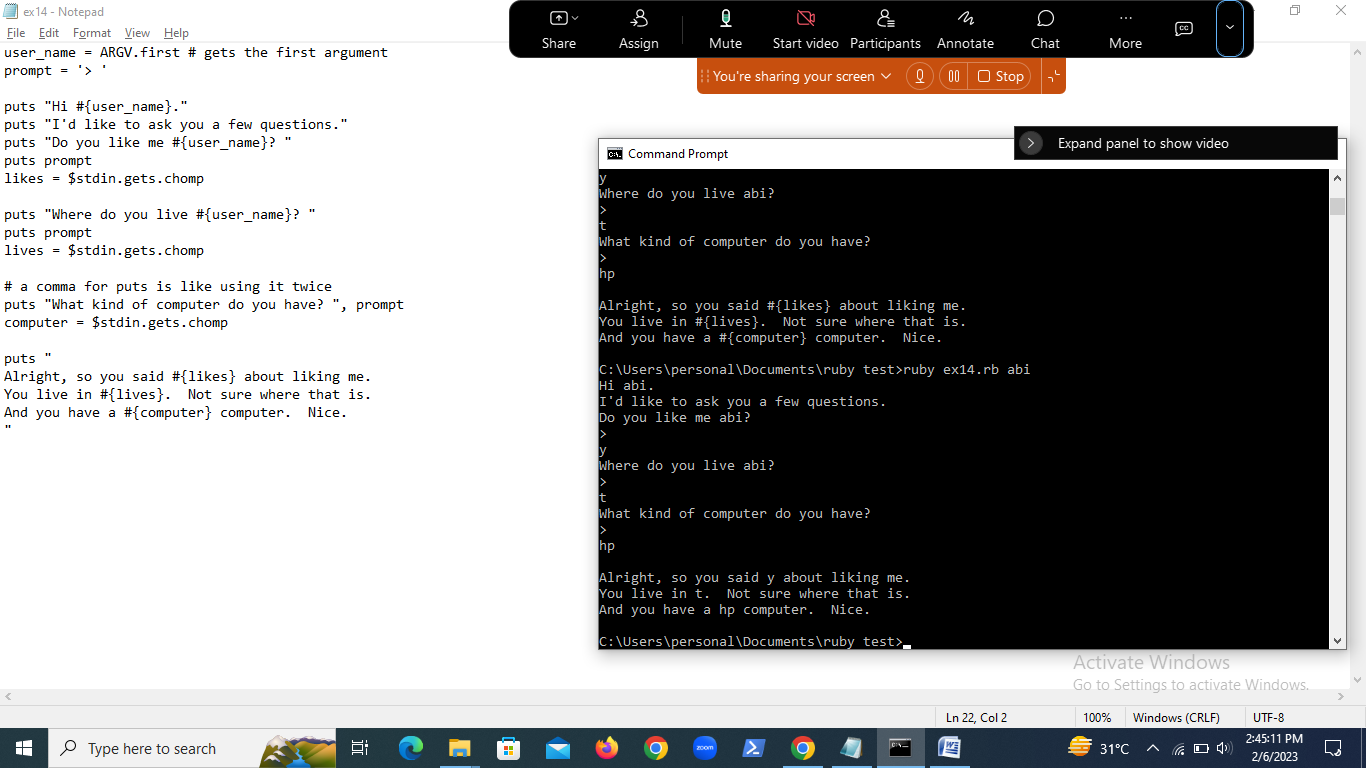 ex14 - Notepad
File Edit Format View Help
user_name = ARGV.first # gets the first argument
prompt = '> '
puts "Hi #{user_name}."
puts "I'd like to ask you a few questions."
puts "Do you like me #{user_name}? "
puts prompt
likes = $stdin.gets.chomp
puts "Where do you live #{user_name}? "
puts prompt
lives = $stdin.gets.chomp
# a comma for puts is like using it twice
puts "What kind of computer do you have? ", prompt
computer = $stdin.gets.chomp
puts "
Alright, so you said #{likes} about liking me.
You live in #{lives}.  Not sure where that is.
And you have a #{computer} computer.  Nice.
"
Share Assign Mute Start video Participants Annotate Chat More CC
You're sharing your screen Stop
Expand panel to show video
C:\. Command Prompt
y
Where do you live abi?
>
t
What kind of computer do you have?
>
hp
Alright, so you said #{likes} about liking me.
You live in #{lives}.  Not sure where that is.
And you have a #{computer} computer.  Nice.
C:\Users\personal\Documents\ruby test>ruby ex14.rb abi
Hi abi.
I'd like to ask you a few questions.
Do you like me abi?
>
y
Where do you live abi?
>
t
What kind of computer do you have?
>
hp
Alright, so you said y about liking me.
You live in t.  Not sure where that is.
And you have a hp computer.  Nice.
C:\Users\personal\Documents\ruby test>
Activate Windows
Go to Settings to activate Windows.
Ln 22, Col 2 100% Windows (CRLF) UTF-8
Type here to search zoom W 31°C 2:45:11 PM
2/6/2023